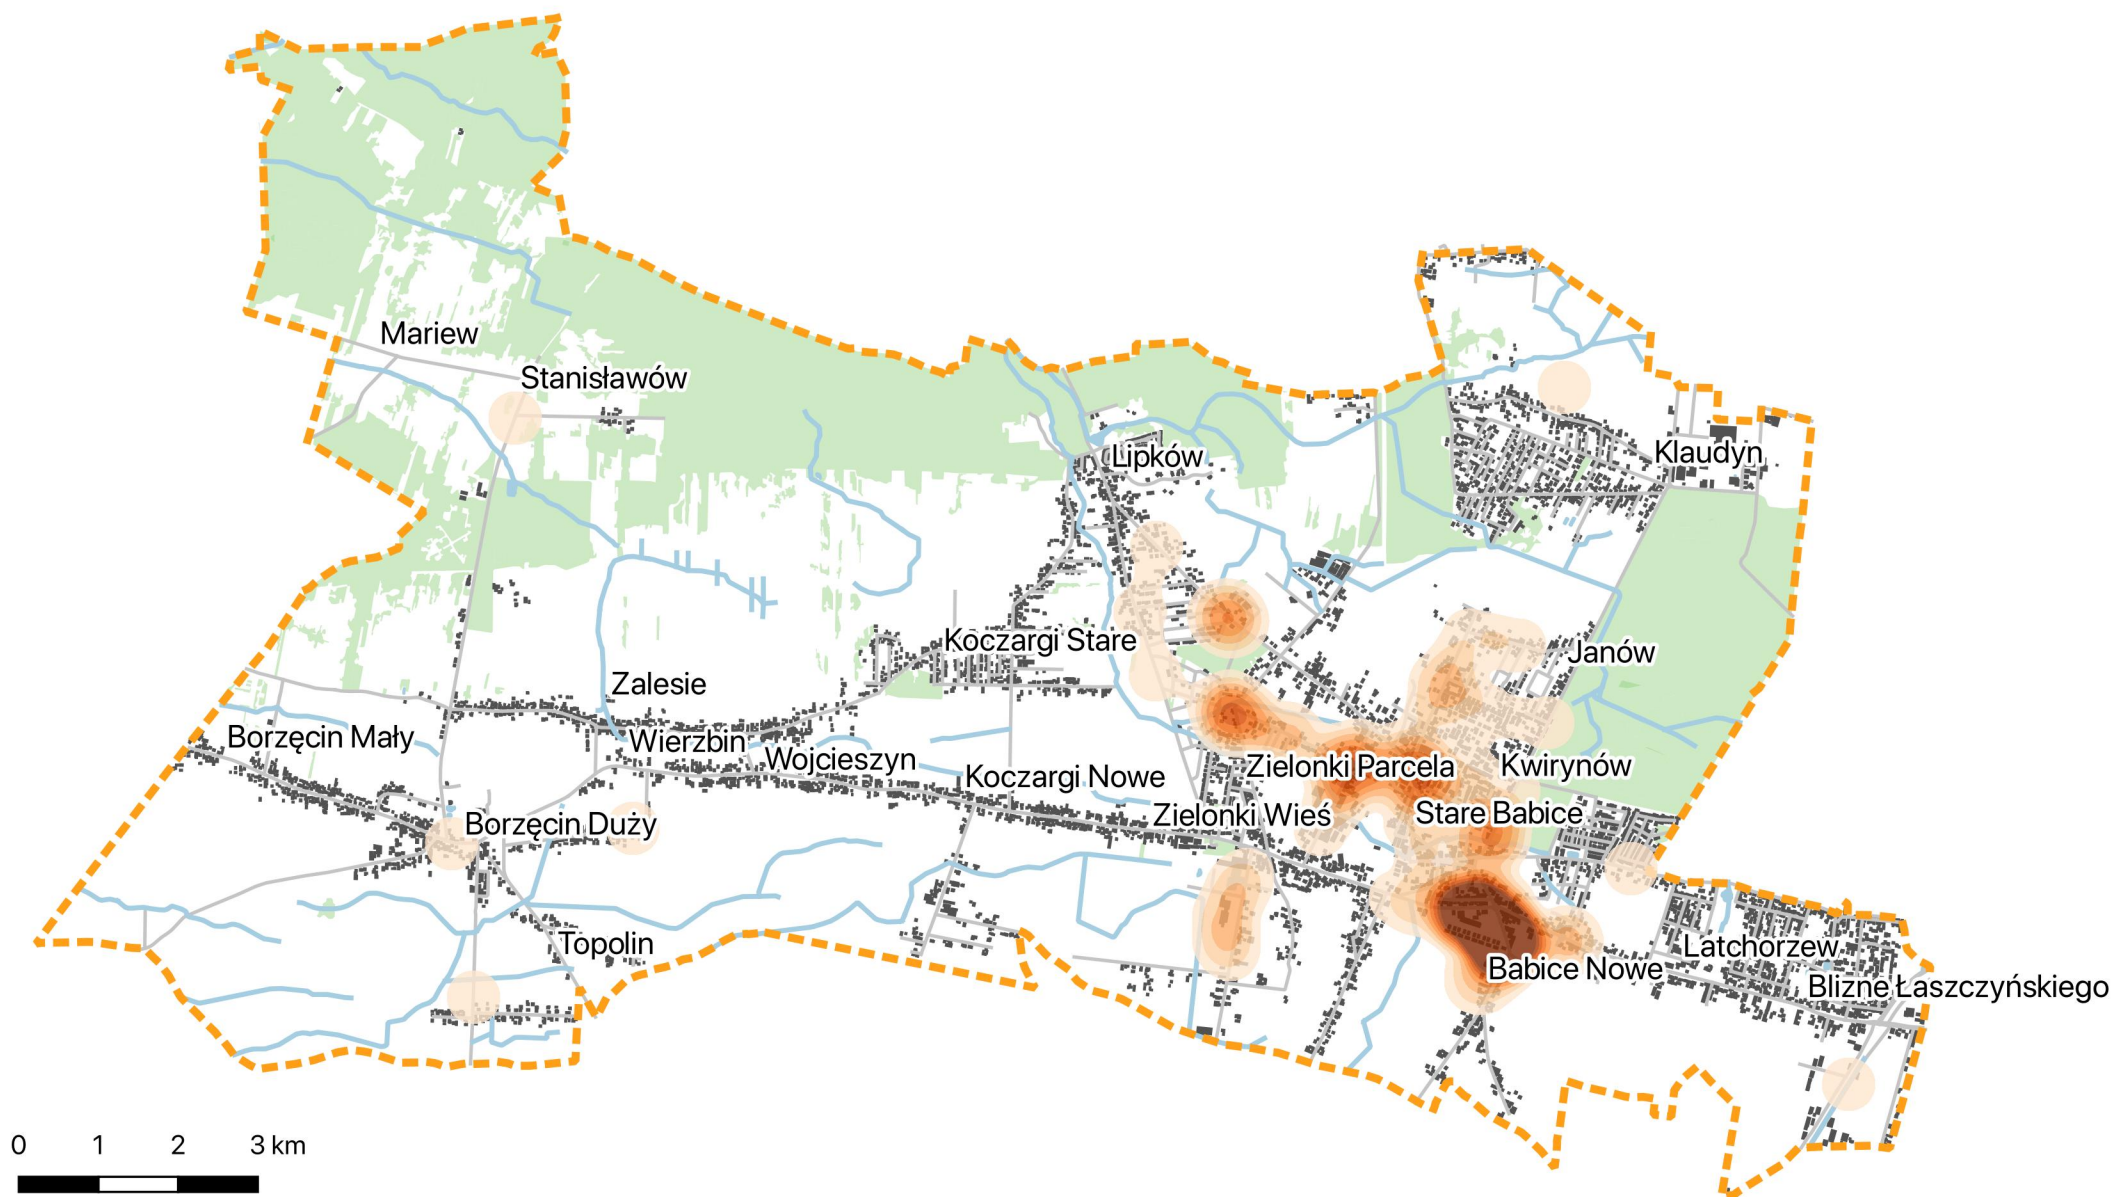 Mariew
Stanisławów
Lipków
Klaudyn
Koczargi Stare
Janów
Zalesie
Borzęcin Mały
Wierzbin
Wojcieszyn
Koczargi Nowe
Zielonki Parcela
Kwirynów
Zielonki Wieś
Stare Babice
Borzęcin Duży
Topolin
Latchorzew
Babice Nowe
Blizne Łaszczyńskiego
0 1 2 3 km